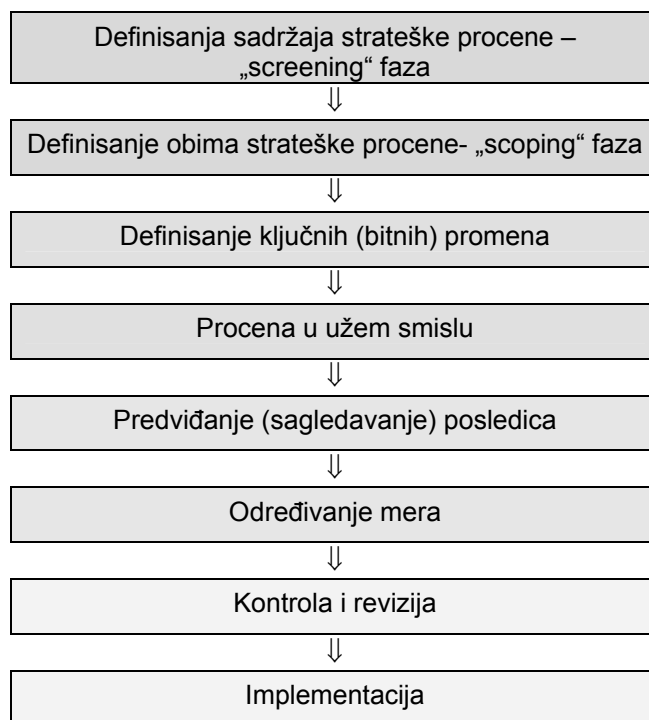 Definisanja sadržaja strateške procene –
„screening“ faza
⇓
Definisanje obima strateške procene- „scoping“ faza
⇓
Definisanje ključnih (bitnih) promena
⇓
Procena u užem smislu
⇓
Predviđanje (sagledavanje) posledica
⇓
Određivanje mera
⇓
Kontrola i revizija
⇓
Implementacija